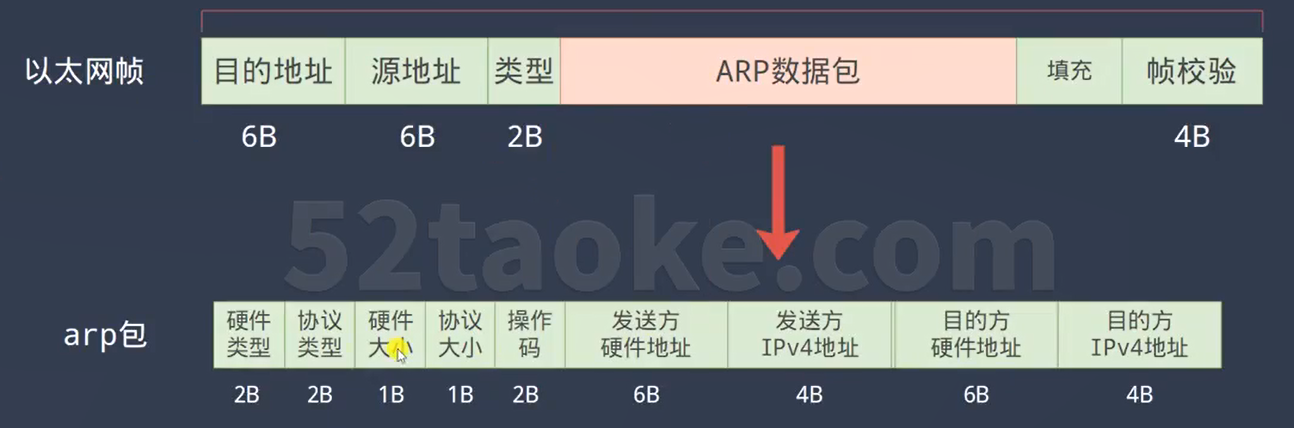 以太网帧
目的地址 源地址 类型 ARP数据包 填充 帧校验
6B 6B 2B 4B
52taoke.com
arp包
硬件 协议 硬件 协议 操作 发送方 发送方 目的方 目的方
类型 类型 大小 大小 码 硬件地址 IPv4地址 硬件地址 IPv4地址
2B 2B 1B 1B 2B 6B 4B 6B 4B